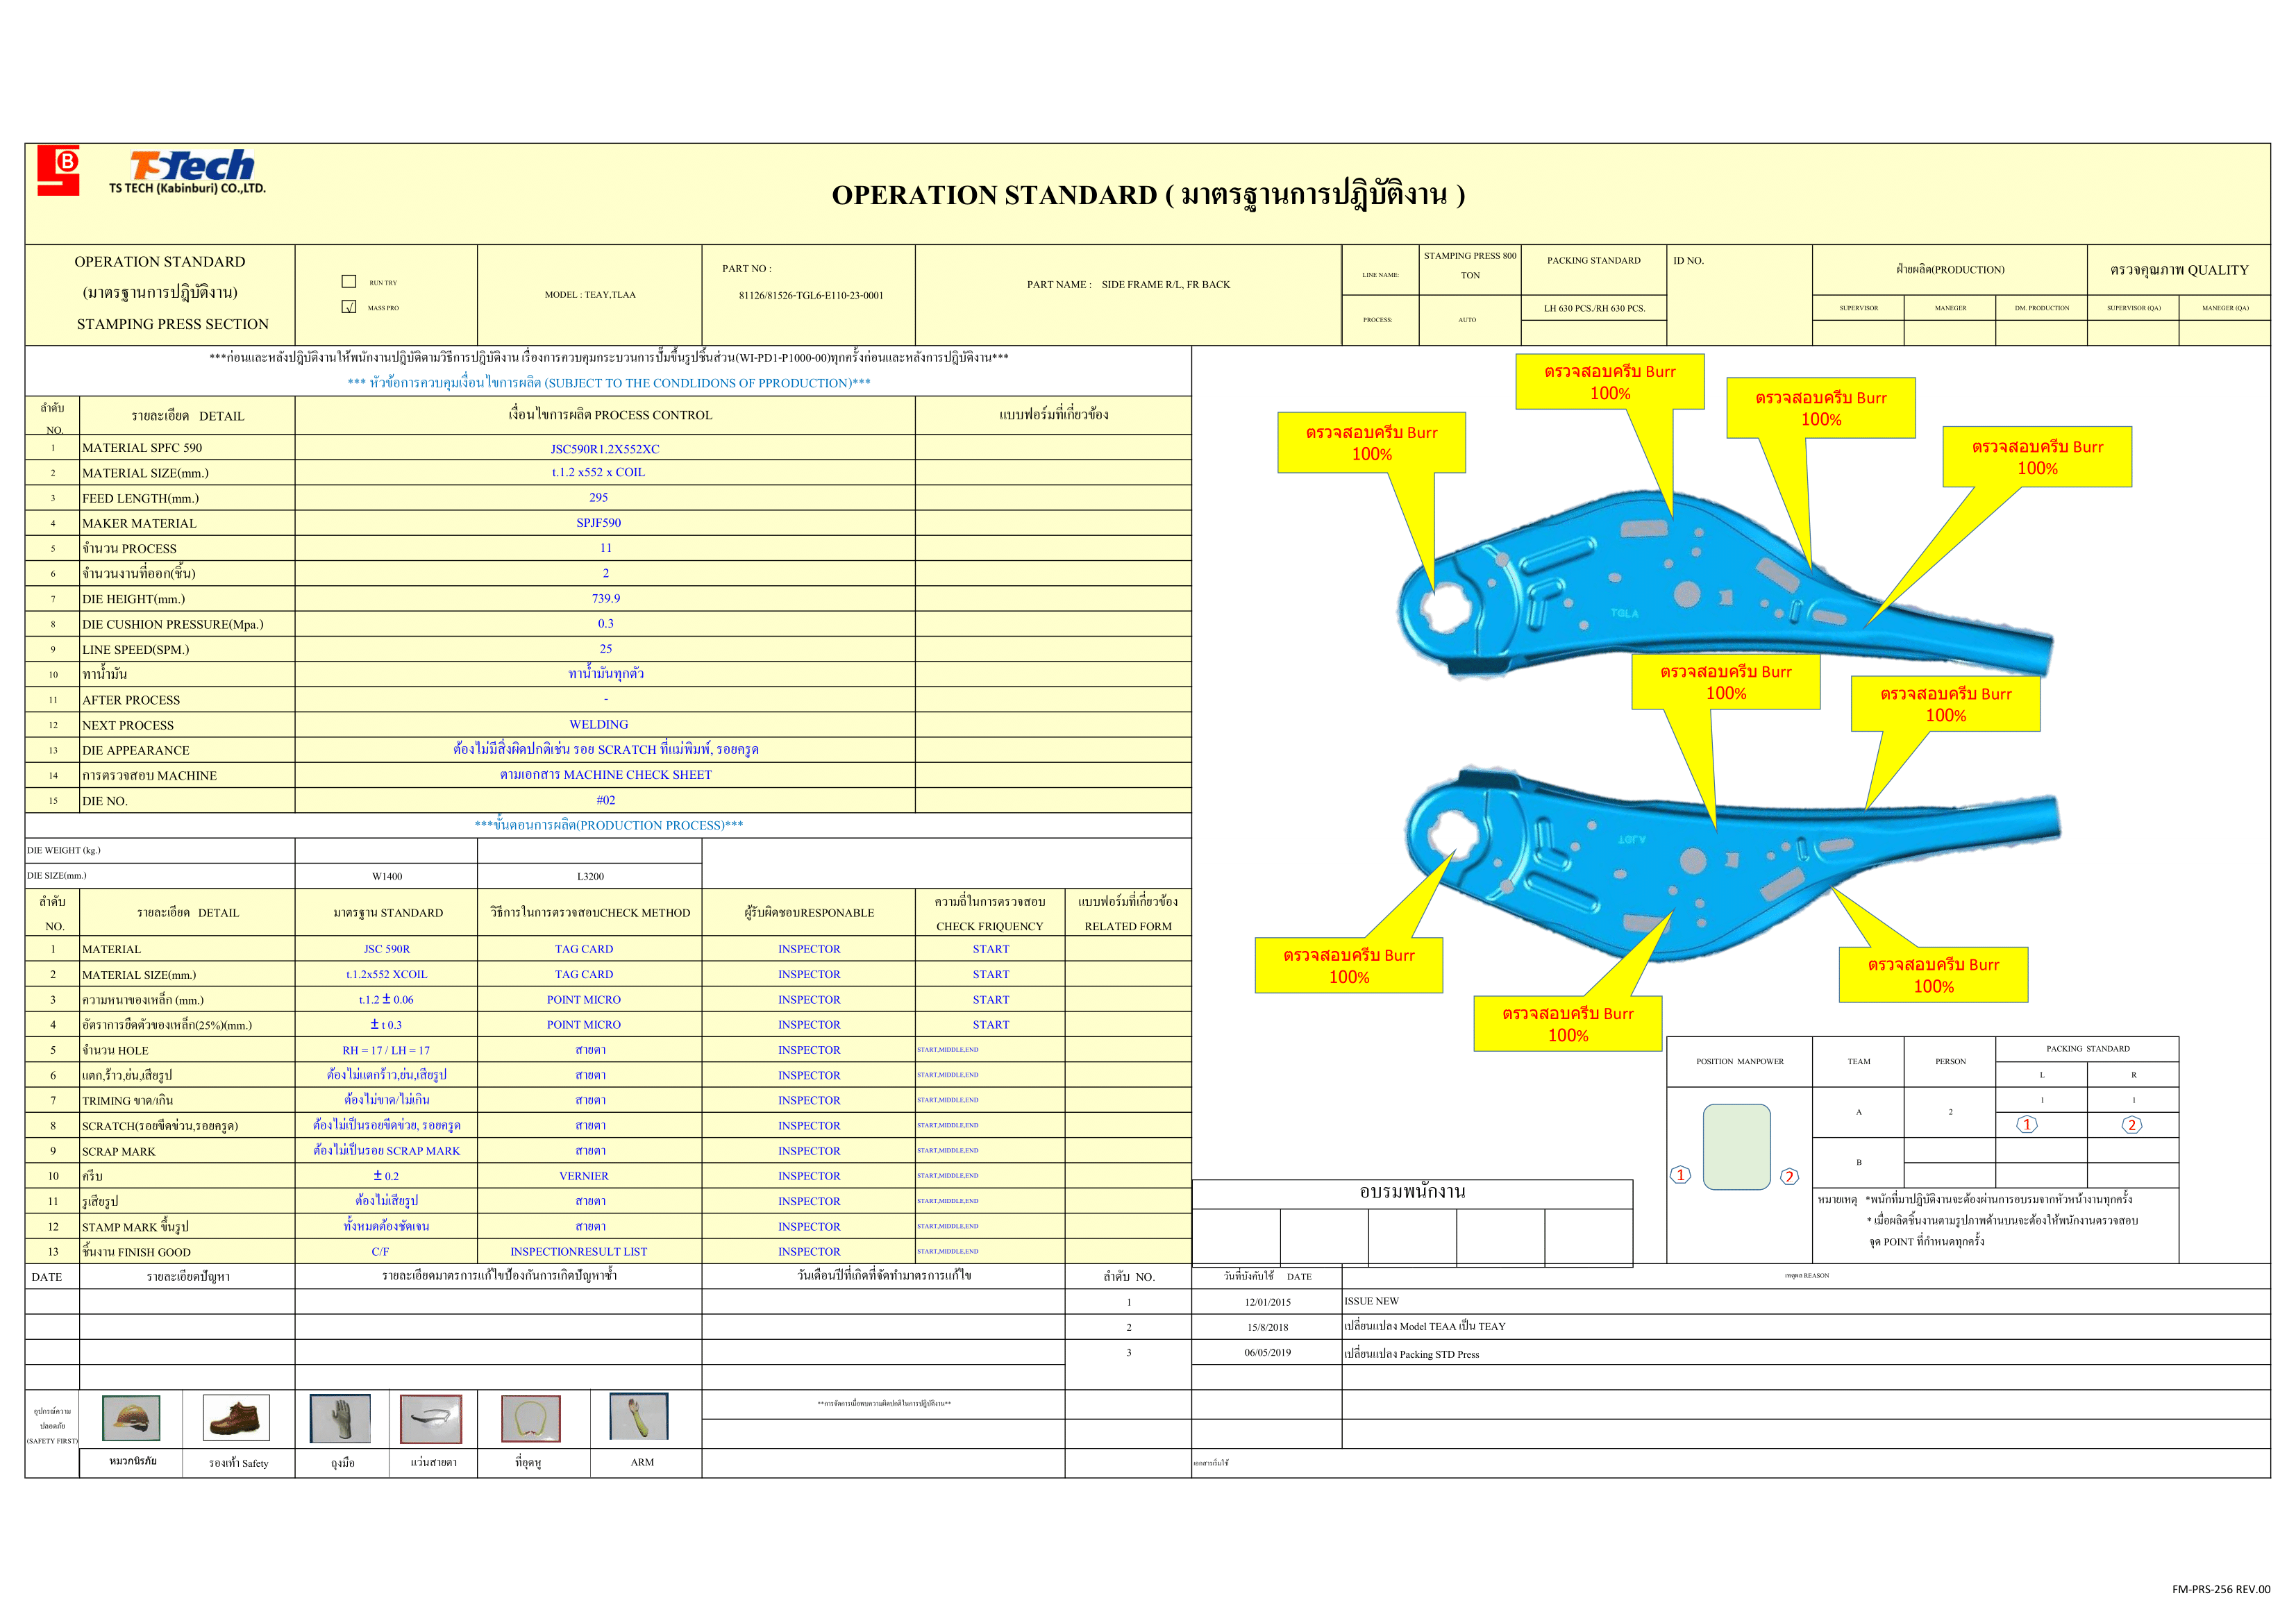 B
TS Tech
TS TECH (Kabinburi) CO.,LTD.
OPERATION STANDARD ( มาตรฐานการปฎิบัติงาน )
OPERATION STANDARD
(มาตรฐานการปฎิบัติงาน)
STAMPING PRESS SECTION
RUN TRY
√ MASS PRO
MODEL : TEAY,TLAA
PART NO :
81126/81526-TGL6-E110-23-0001
PART NAME : SIDE FRAME R/L, FR BACK
LINE NAME:
STAMPING PRESS 800
TON
PROCESS:
AUTO
PACKING STANDARD
LH 630 PCS./RH 630 PCS.
ID NO.
ฝ่ายผลิต(PRODUCTION)
ตรวจคุณภาพ QUALITY
SUPERVISOR MANEGER DM. PRODUCTION SUPERVISOR (QA) MANEGER (QA)
***ก่อนและหลังปฎิบัติงานให้พนักงานปฎิบัติตามวิธีการปฎิบัติงาน เรื่องการควบคุมกระบวนการปั๊มขึ้นรูปชิ้นส่วน(WI-PD1-P1000-00)ทุกครั้งก่อนและหลังการปฎิบัติงาน***
*** หัวข้อการควบคุมเงื่อนไขการผลิต (SUBJECT TO THE CONDLIDONS OF PPRODUCTION)***
ลำดับ
NO.
รายละเอียด DETAIL
เงื่อนไขการผลิต PROCESS CONTROL
แบบฟอร์มที่เกี่ยวข้อง
1 MATERIAL SPFC 590 JSC590R1.2X552XC
2 MATERIAL SIZE(mm.) t.1.2 x552 x COIL
3 FEED LENGTH(mm.) 295
4 MAKER MATERIAL SPJF590
5 จำนวน PROCESS 11
6 จำนวนงานที่ออก(ชิ้น) 2
7 DIE HEIGHT(mm.) 739.9
8 DIE CUSHION PRESSURE(Mpa.) 0.3
9 LINE SPEED(SPM.) 25
10 ทาน้ำมัน ทาน้ำมันทุกตัว
11 AFTER PROCESS -
12 NEXT PROCESS WELDING
13 DIE APPEARANCE ต้องไม่มีสิ่งผิดปกติเช่น รอย SCRATCH ที่แม่พิมพ์, รอยครูด
14 การตรวจสอบ MACHINE ตามเอกสาร MACHINE CHECK SHEET
15 DIE NO. #02
***ขั้นตอนการผลิต(PRODUCTION PROCESS)***
DIE WEIGHT (kg.)
DIE SIZE(mm.) W1400 L3200
ลำดับ
NO.
รายละเอียด DETAIL
มาตรฐาน STANDARD
วิธีการในการตรวจสอบCHECK METHOD
ผู้รับผิดชอบRESPONABLE
ความถี่ในการตรวจสอบ
CHECK FRIQUENCY
แบบฟอร์มที่เกี่ยวข้อง
RELATED FORM
1 MATERIAL JSC 590R TAG CARD INSPECTOR START
2 MATERIAL SIZE(mm.) t.1.2x552 XCOIL TAG CARD INSPECTOR START
3 ความหนาของเหล็ก (mm.) t.1.2 ± 0.06 POINT MICRO INSPECTOR START
4 อัตราการยืดตัวของเหล็ก(25%)(mm.) ± t 0.3 POINT MICRO INSPECTOR START
5 จำนวน HOLE RH = 17 / LH = 17 สายตา INSPECTOR START,MIDDLE,END
6 แตก,ร้าว,ย่น,เสียรูป ต้องไม่แตกร้าว,ย่น,เสียรูป สายตา INSPECTOR START,MIDDLE,END
7 TRIMING ขาด/เกิน ต้องไม่ขาด/ไม่เกิน สายตา INSPECTOR START,MIDDLE,END
8 SCRATCH(รอยขีดข่วน,รอยครูด) ต้องไม่เป็นรอยขีดข่วย, รอยครูด สายตา INSPECTOR START,MIDDLE,END
9 SCRAP MARK ต้องไม่เป็นรอย SCRAP MARK สายตา INSPECTOR START,MIDDLE,END
10 ครีบ ± 0.2 VERNIER INSPECTOR START,MIDDLE,END
11 รูเสียรูป ต้องไม่เสียรูป สายตา INSPECTOR START,MIDDLE,END
12 STAMP MARK ขึ้นรูป ทั้งหมดต้องชัดเจน สายตา INSPECTOR START,MIDDLE,END
13 ชิ้นงาน FINISH GOOD C/F INSPECTIONRESULT LIST INSPECTOR START,MIDDLE,END
ตรวจสอบครีบ Burr
100%
ตรวจสอบครีบ Burr
100%
ตรวจสอบครีบ Burr
100%
ตรวจสอบครีบ Burr
100%
TGLA
ตรวจสอบครีบ Burr
100%
ตรวจสอบครีบ Burr
100%
TGLA
ตรวจสอบครีบ Burr
100%
ตรวจสอบครีบ Burr
100%
ตรวจสอบครีบ Burr
100%
POSITION MANPOWER TEAM PERSON PACKING STANDARD
L R
A 2 1 1
1 2
B
1 2
หมายเหตุ *พนักที่มาปฎิบัติงานจะต้องผ่านการอบรมจากหัวหน้างานทุกครั้ง
* เมื่อผลิตชิ้นงานตามรูปภาพด้านบนจะต้องให้พนักงานตรวจสอบ
จุด POINT ที่กำหนดทุกครั้ง
อบรมพนักงาน
DATE รายละเอียดปัญหา รายละเอียดมาตรการแก้ไขป้องกันการเกิดปัญหาซ้ำ วันเดือนปีที่เกิดที่จัดทำมาตรการแก้ไข ลำดับ NO. วันที่บังคับใช้ DATE เหตุผล REASON
1 12/01/2015 ISSUE NEW
2 15/8/2018 เปลี่ยนแปลง Model TEAA เป็น TEAY
3 06/05/2019 เปลี่ยนแปลง Packing STD Press
อุปกรณ์ความ
ปลอดภัย
(SAFETY FIRST)
**การจัดการเมื่อพบความผิดปกติในการปฎิบัติงาน**
หมวกนิรภัย รองเท้า Safety ถุงมือ แว่นสายตา ที่อุดหู ARM
เอกสารเริ่มใช้
FM-PRS-256 REV.00